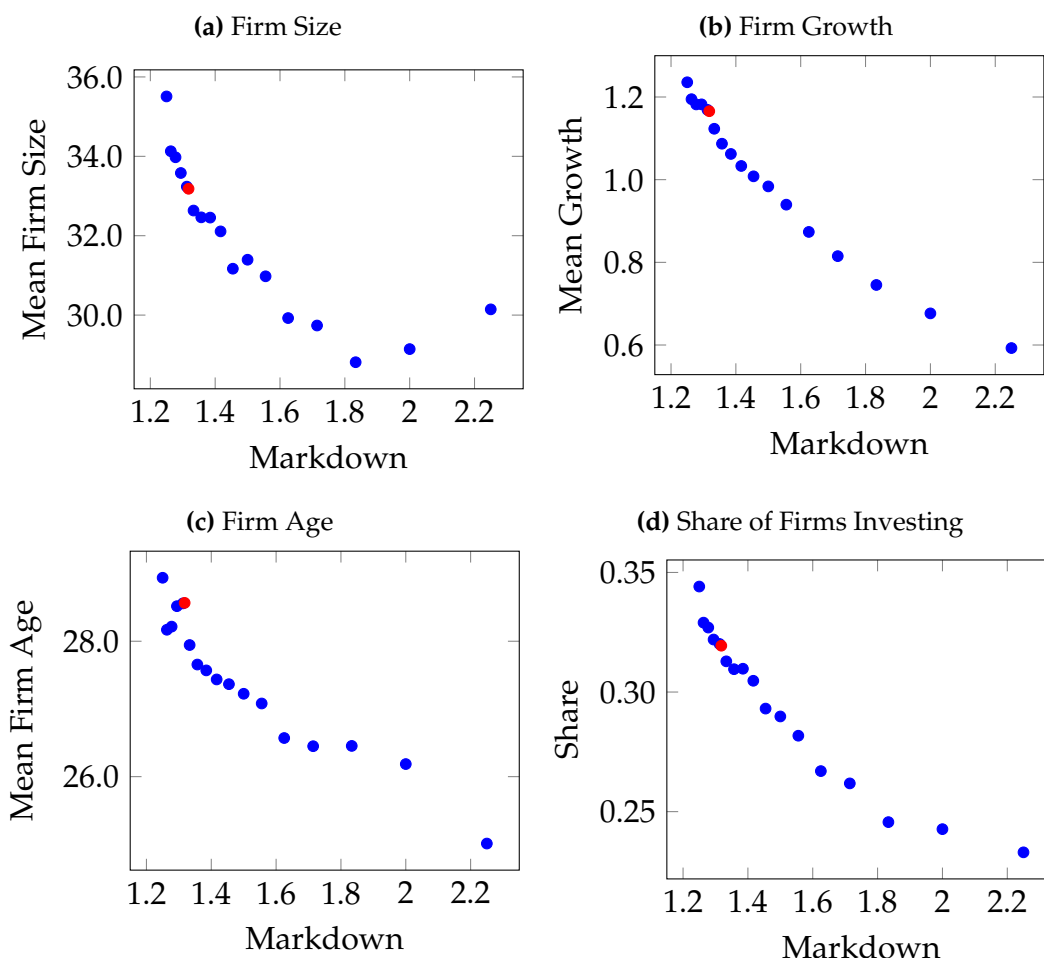 (a) Firm Size
36.0
34.0
32.0
30.0
Mean Firm Size
1.2 1.4 1.6 1.8 2 2.2
Markdown
(b) Firm Growth
1.2
1.0
0.8
0.6
Mean Growth
1.2 1.4 1.6 1.8 2 2.2
Markdown
(c) Firm Age
28.0
26.0
Mean Firm Age
1.2 1.4 1.6 1.8 2 2.2
Markdown
(d) Share of Firms Investing
0.35
0.30
0.25
Share
1.2 1.4 1.6 1.8 2 2.2
Markdown